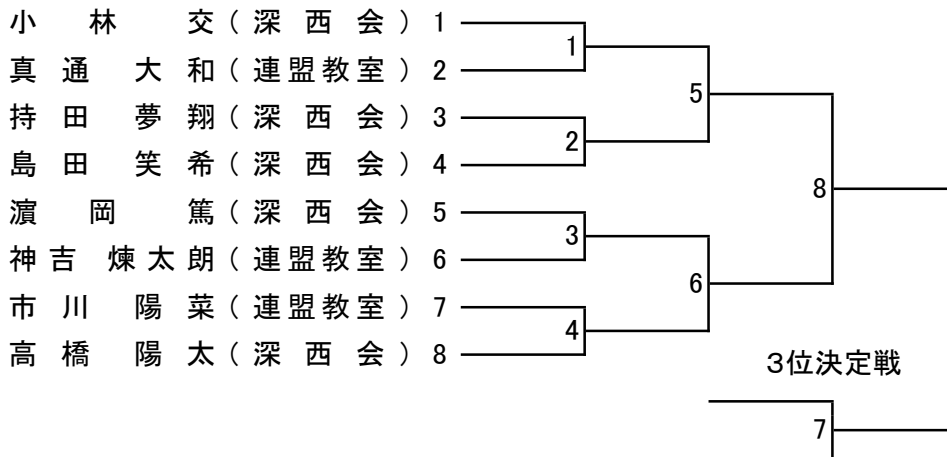 小林 交(深西会) 1
真通 大和(連盟教室) 2
持田 夢翔(深西会) 3
島田 笑希(深西会) 4
濵岡 篤(深西会) 5
神吉 煉太朗(連盟教室) 6
市川 陽菜(連盟教室) 7
高橋 陽太(深西会) 8
1
2
3
4
5
6
8
3位決定戦
7